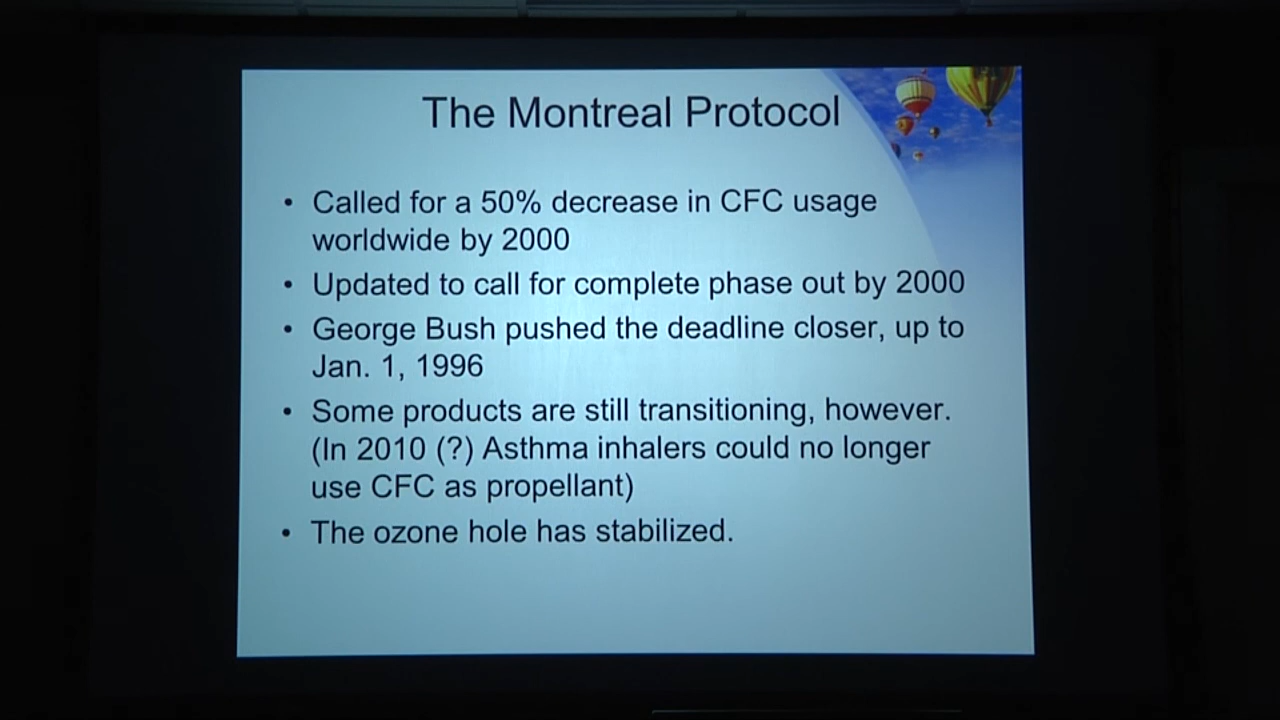 The Montreal Protocol
• Called for a 50% decrease in CFC usage
worldwide by 2000
• Updated to call for complete phase out by 2000
• George Bush pushed the deadline closer, up to
Jan. 1, 1996
• Some products are still transitioning, however.
(In 2010 (?) Asthma inhalers could no longer
use CFC as propellant)
• The ozone hole has stabilized.